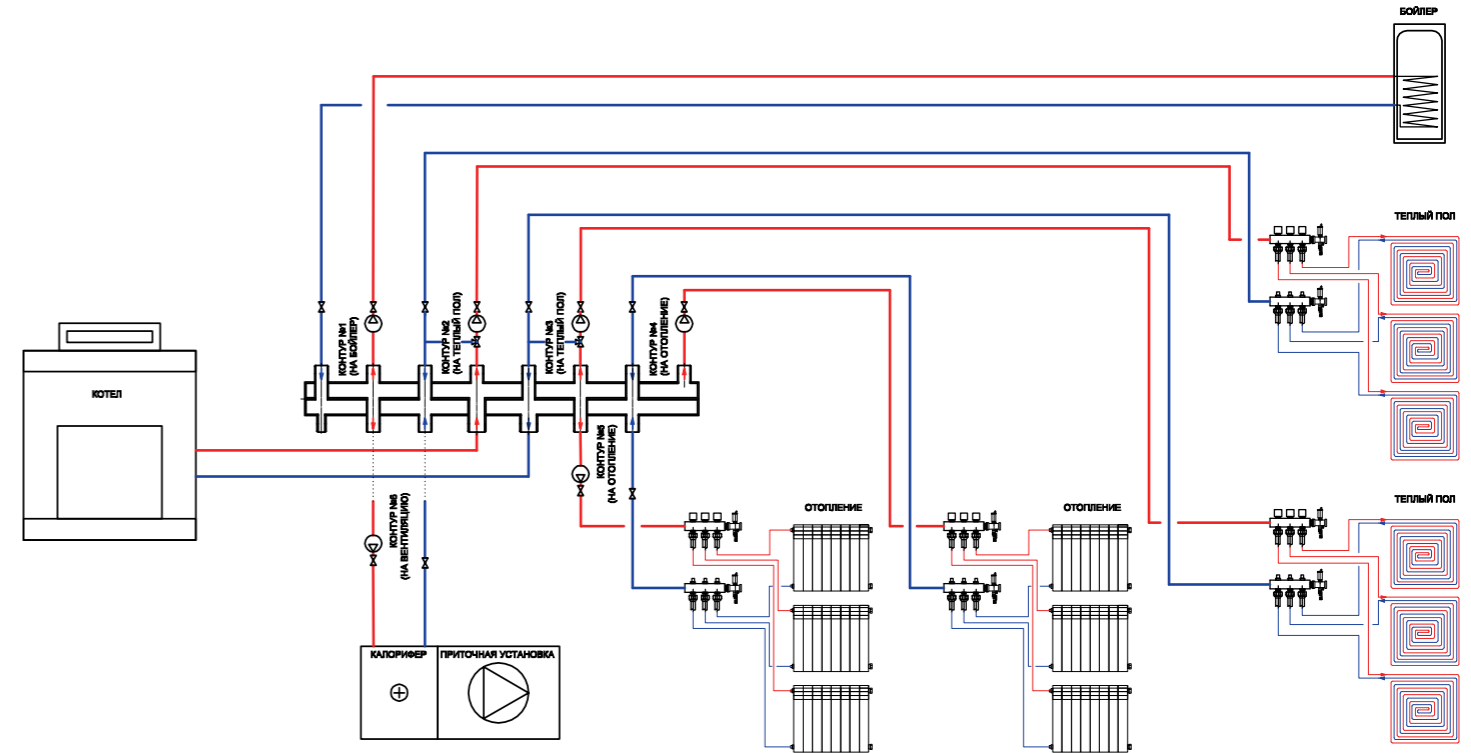 БОЙЛЕР
ТЕПЛЫЙ ПОЛ
КОНТУР №1
(НА БОЙЛЕР)
КОНТУР №2
(НА ТЕПЛЫЙ ПОЛ)
КОНТУР №3
(НА ТЕПЛЫЙ ПОЛ)
КОНТУР №4
(НА ОТОПЛЕНИЕ)
КОТЕЛ
КОНТУР №5
(НА ОТОПЛЕНИЕ)
КОНТУР №6
(НА ВЕНТИЛЯЦИЮ)
ОТОПЛЕНИЕ
ОТОПЛЕНИЕ
ТЕПЛЫЙ ПОЛ
КАЛОРИФЕР
ПРИТОЧНАЯ УСТАНОВКА